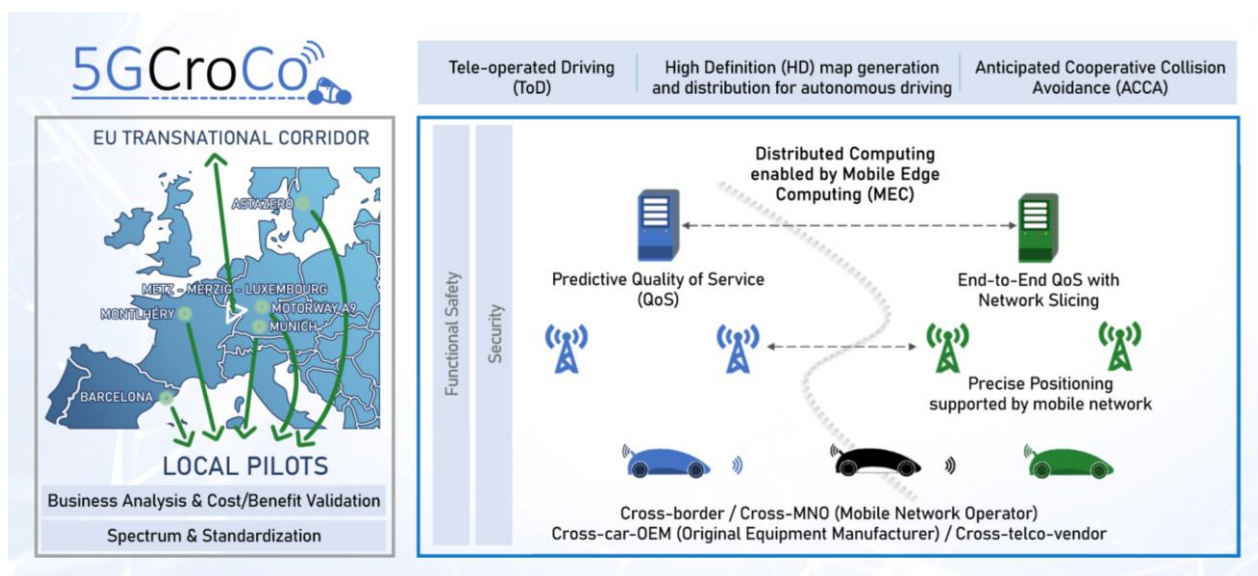 5GCroCo
EU TRANSNATIONAL CORRIDOR
ASTAZERO
METZ - MERZIG - LUXEMBOURG
MONTLHÉRY
MOTORWAY A9
MUNICH
BARCELONA
LOCAL PILOTS
Business Analysis & Cost/Benefit Validation
Spectrum & Standardization
Tele-operated Driving
(ToD)
High Definition (HD) map generation
and distribution for autonomous driving
Anticipated Cooperative Collision
Avoidance (ACCA)
Functional Safety
Security
Distributed Computing
enabled by Mobile Edge
Computing (MEC)
Predictive Quality of Service
(QoS)
End-to-End QoS with
Network Slicing
Precise Positioning
supported by mobile network
Cross-border / Cross-MNO (Mobile Network Operator)
Cross-car-OEM (Original Equipment Manufacturer) / Cross-telco-vendor